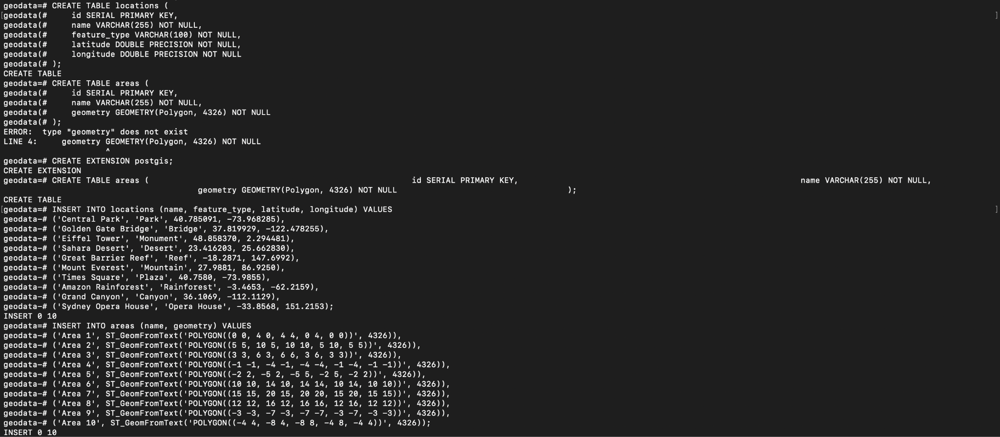 geodata=# CREATE TABLE locations (
[geodata(#     id SERIAL PRIMARY KEY,                    ]
geodata(#     name VARCHAR(255) NOT NULL,
geodata(#     feature_type VARCHAR(100) NOT NULL,
geodata(#     latitude DOUBLE PRECISION NOT NULL,
geodata(#     longitude DOUBLE PRECISION NOT NULL
geodata(# );
CREATE TABLE
geodata=# CREATE TABLE areas (
geodata(#     id SERIAL PRIMARY KEY,
geodata(#     name VARCHAR(255) NOT NULL,
geodata(#     geometry GEOMETRY(Polygon, 4326) NOT NULL
geodata(# );
ERROR:  type "geometry" does not exist
LINE 4:     geometry GEOMETRY(Polygon, 4326) NOT NULL
                     ^
geodata=# CREATE EXTENSION postgis;
CREATE EXTENSION
geodata=# CREATE TABLE areas (                    id SERIAL PRIMARY KEY,                    name VARCHAR(255) NOT NULL,
                    geometry GEOMETRY(Polygon, 4326) NOT NULL                    );
CREATE TABLE
[geodata=# INSERT INTO locations (name, feature_type, latitude, longitude) VALUES                    ]
geodata-# ('Central Park', 'Park', 40.785091, -73.968285),
geodata-# ('Golden Gate Bridge', 'Bridge', 37.819929, -122.478255),
geodata-# ('Eiffel Tower', 'Monument', 48.858370, 2.294481),
geodata-# ('Sahara Desert', 'Desert', 23.416203, 25.662830),
geodata-# ('Great Barrier Reef', 'Reef', -18.2871, 147.6992),
geodata-# ('Mount Everest', 'Mountain', 27.9881, 86.9250),
geodata-# ('Times Square', 'Plaza', 40.7580, -73.9855),
geodata-# ('Amazon Rainforest', 'Rainforest', -3.4653, -62.2159),
geodata-# ('Grand Canyon', 'Canyon', 36.1069, -112.1129),
geodata-# ('Sydney Opera House', 'Opera House', -33.8568, 151.2153);
INSERT 0 10
geodata=# INSERT INTO areas (name, geometry) VALUES
geodata-# ('Area 1', ST_GeomFromText('POLYGON((0 0, 4 0, 4 4, 0 4, 0 0))', 4326)),
geodata-# ('Area 2', ST_GeomFromText('POLYGON((5 5, 10 5, 10 10, 5 10, 5 5))', 4326)),
geodata-# ('Area 3', ST_GeomFromText('POLYGON((3 3, 6 3, 6 6, 3 6, 3 3))', 4326)),
geodata-# ('Area 4', ST_GeomFromText('POLYGON((-1 -1, -4 -1, -4 -4, -1 -4, -1 -1))', 4326)),
geodata-# ('Area 5', ST_GeomFromText('POLYGON((-2 2, -5 2, -5 5, -2 5, -2 2))', 4326)),
geodata-# ('Area 6', ST_GeomFromText('POLYGON((10 10, 14 10, 14 14, 10 14, 10 10))', 4326)),
geodata-# ('Area 7', ST_GeomFromText('POLYGON((15 15, 20 15, 20 20, 15 20, 15 15))', 4326)),
geodata-# ('Area 8', ST_GeomFromText('POLYGON((12 12, 16 12, 16 16, 12 16, 12 12))', 4326)),
geodata-# ('Area 9', ST_GeomFromText('POLYGON((-3 -3, -7 -3, -7 -7, -3 -7, -3 -3))', 4326)),
geodata-# ('Area 10', ST_GeomFromText('POLYGON((-4 4, -8 4, -8 8, -4 8, -4 4))', 4326));
INSERT 0 10